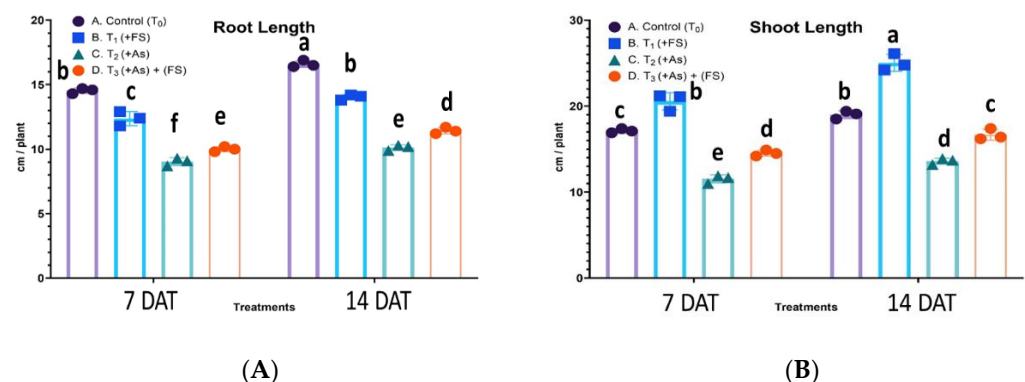 Root Length
A. Control (T₀)
B. T₁ (+FS)
C. T₂ (+As)
D. T₃ (+As) + (FS)
cm / plant
20
15
10
5
0
b
c
f
e
a
b
e
d
7 DAT
Treatments
14 DAT
(A)
Shoot Length
A. Control (T₀)
B. T₁ (+FS)
C. T₂ (+As)
D. T₃ (+As) + (FS)
cm / plant
30
20
10
0
c
b
e
d
b
a
d
c
7 DAT
Treatments
14 DAT
(B)